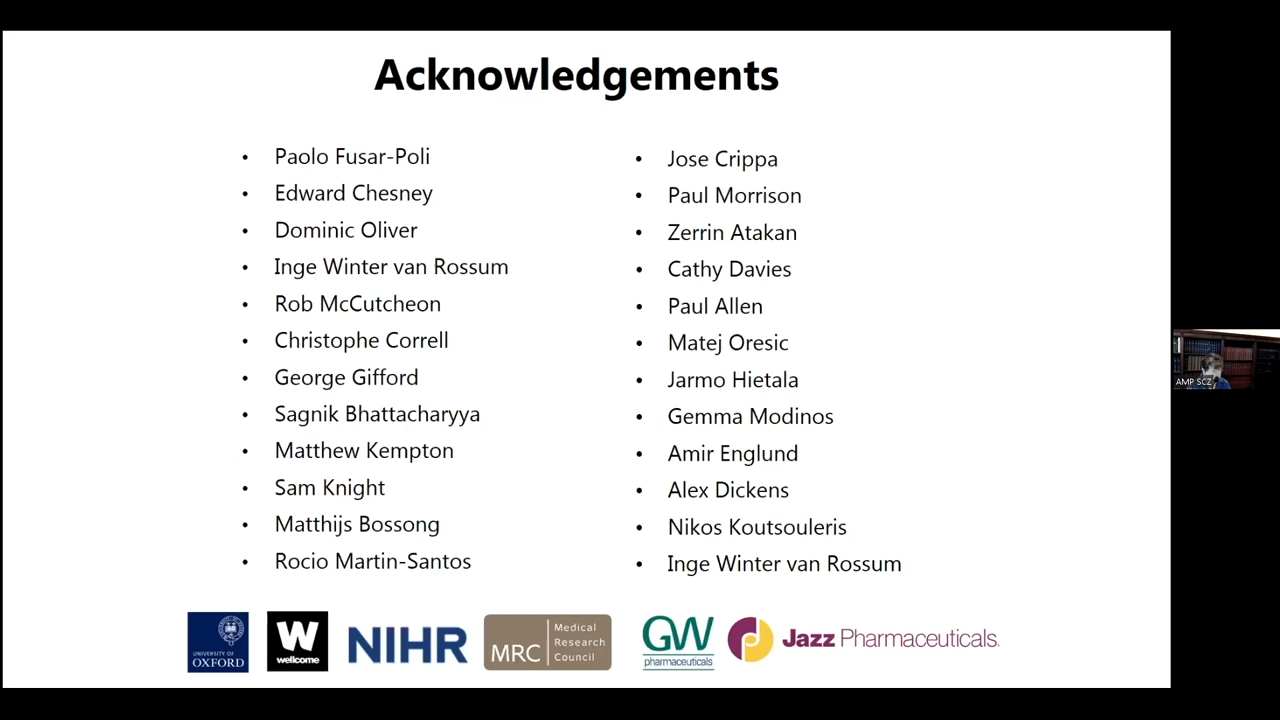 Acknowledgements
• Paolo Fusar-Poli
• Edward Chesney
• Dominic Oliver
• Inge Winter van Rossum
• Rob McCutcheon
• Christophe Correll
• George Gifford
• Sagnik Bhattacharyya
• Matthew Kempton
• Sam Knight
• Matthijs Bossong
• Rocio Martin-Santos
• Jose Crippa
• Paul Morrison
• Zerrin Atakan
• Cathy Davies
• Paul Allen
• Matej Oresic
• Jarmo Hietala
• Gemma Modinos
• Amir Englund
• Alex Dickens
• Nikos Koutsouleris
• Inge Winter van Rossum
UNIVERSITY OF
OXFORD
W
wellcome
NIHR
MRC
Medical
Research
Council
GW
pharmaceuticals
Jazz Pharmaceuticals.
AMP SCZ